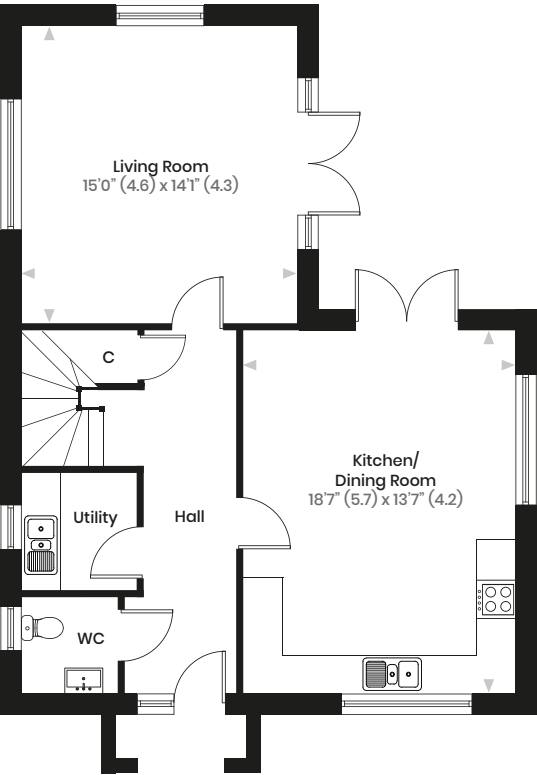 Living Room
15’0” (4.6) x 14’1” (4.3)
C
Kitchen/
Dining Room
18’7” (5.7) x 13’7” (4.2)
Utility
Hall
WC